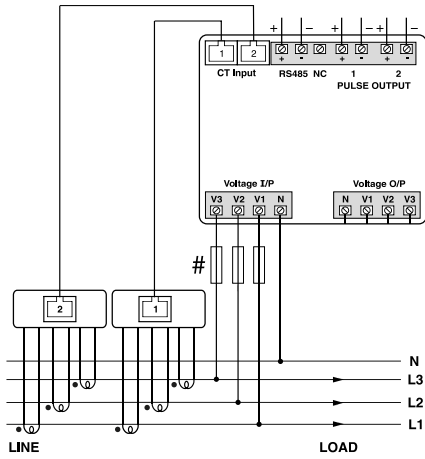 + − + − + −
1 2
+ - + - + -
CT Input RS485 NC 1 2
PULSE OUTPUT
Voltage I/P Voltage O/P
V3 V2 V1 N N V1 V2 V3
#
2 1
N
L3
L2
L1
LINE LOAD